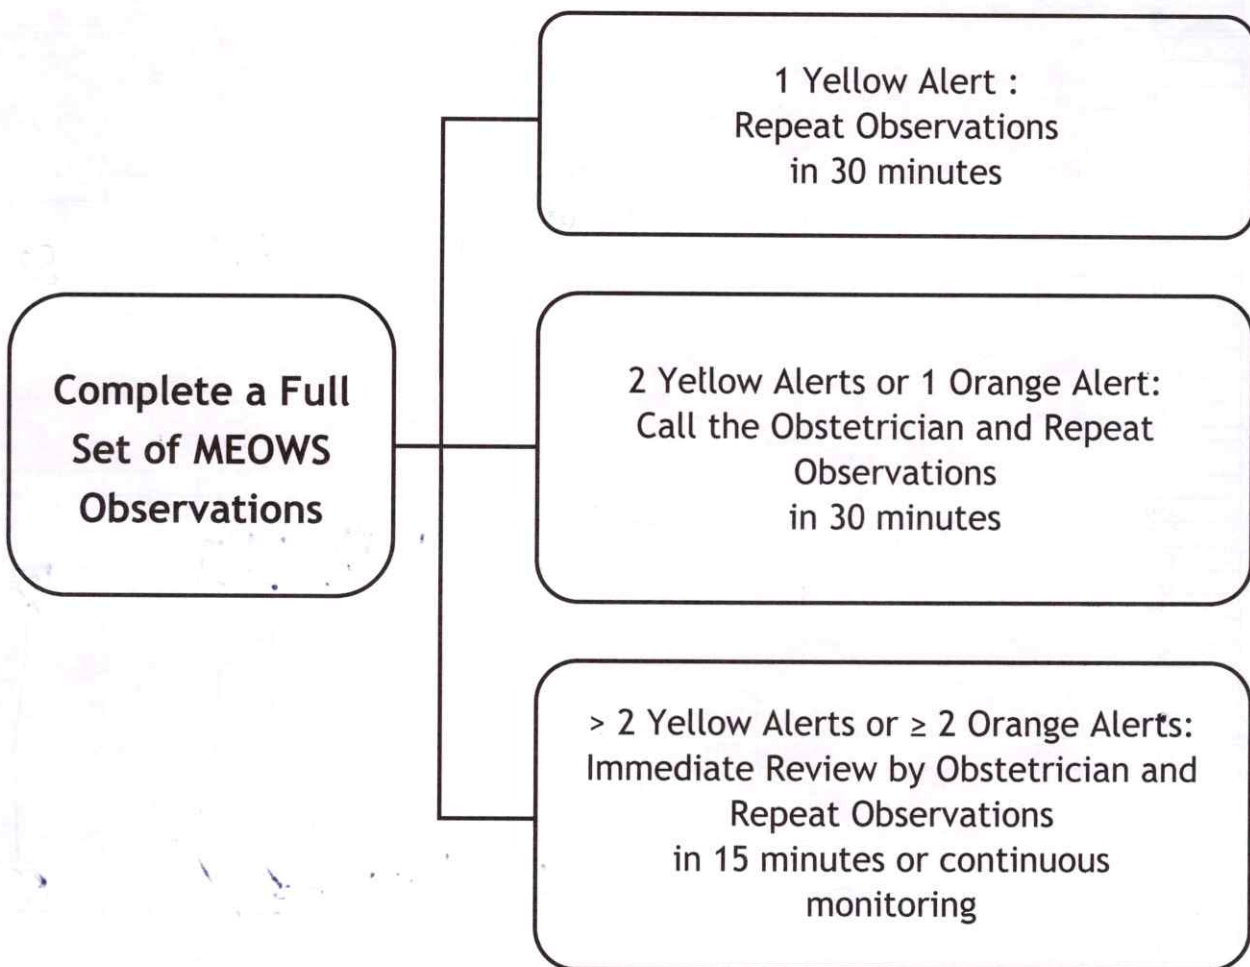 1 Yellow Alert :
Repeat Observations
in 30 minutes
Complete a Full
Set of MEOWS
Observations
2 Yellow Alerts or 1 Orange Alert:
Call the Obstetrician and Repeat
Observations
in 30 minutes
> 2 Yellow Alerts or ≥ 2 Orange Alerts:
Immediate Review by Obstetrician and
Repeat Observations
in 15 minutes or continuous
monitoring